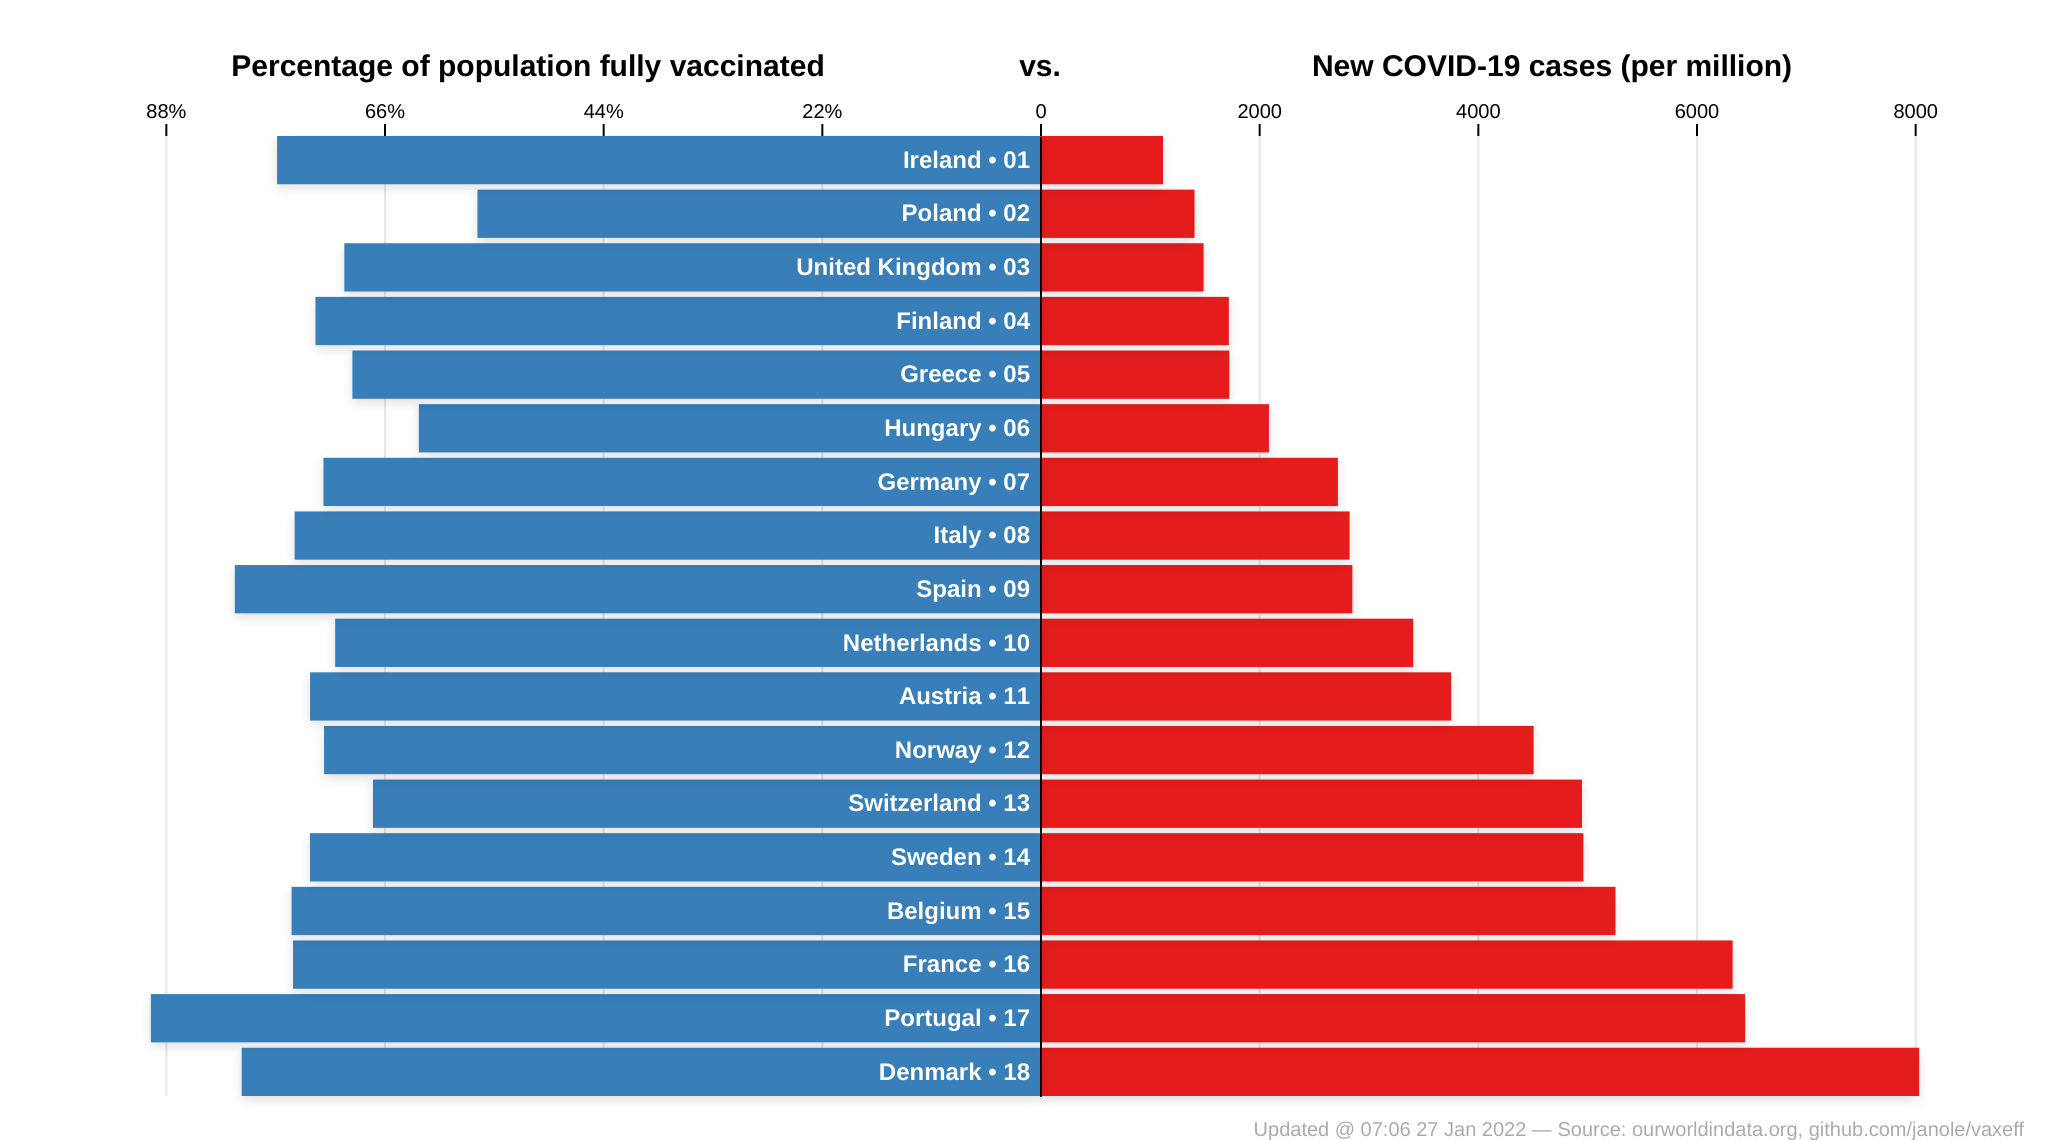 Percentage of population fully vaccinated vs. New COVID-19 cases (per million)
88% 66% 44% 22% 0 2000 4000 6000 8000
Ireland • 01
Poland • 02
United Kingdom • 03
Finland • 04
Greece • 05
Hungary • 06
Germany • 07
Italy • 08
Spain • 09
Netherlands • 10
Austria • 11
Norway • 12
Switzerland • 13
Sweden • 14
Belgium • 15
France • 16
Portugal • 17
Denmark • 18
Updated @ 07:06 27 Jan 2022 — Source: ourworldindata.org, github.com/janole/vaxeff